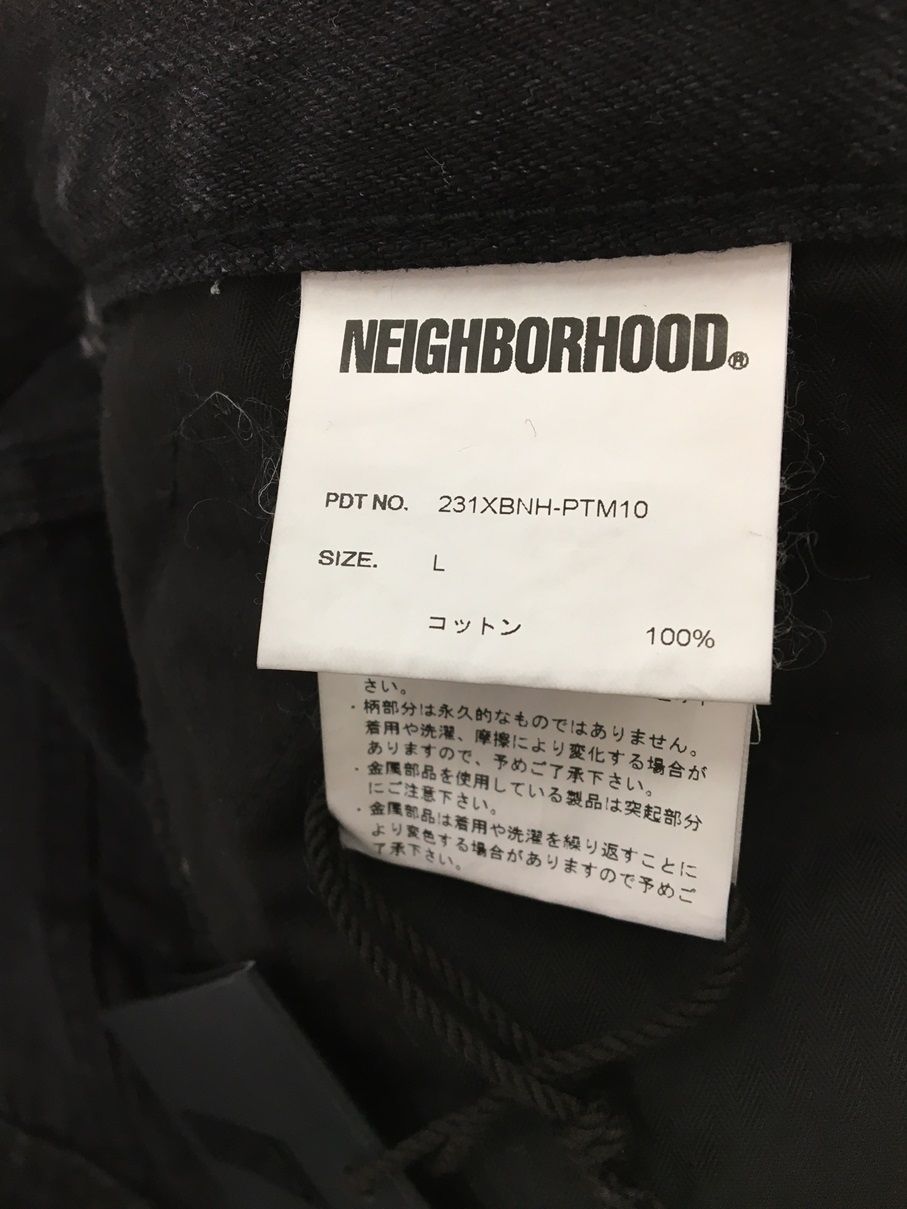 NEIGHBORHOOD®
PDT NO. 231XBNH-PTM10
SIZE. L
コットン 100%
さい。
・柄部分は永久的なものではありません。
着用や洗濯、摩擦により変化する場合が
ありますので、予めご了承下さい。
・金属部品を使用している製品は突起部分
にご注意下さい。
・金属部品は着用や洗濯を繰り返すことに
より変色する場合がありますので予めご
了承下さい。